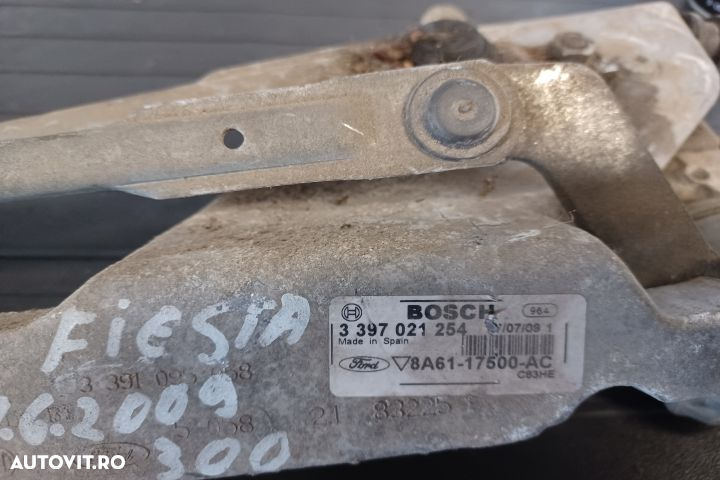 BOSCH
964
3 397 021 254
Made in Spain
Ford 8A61-17500-AC
C83HE
FiESTA
.6.2009
300
AUTOVIT.RO